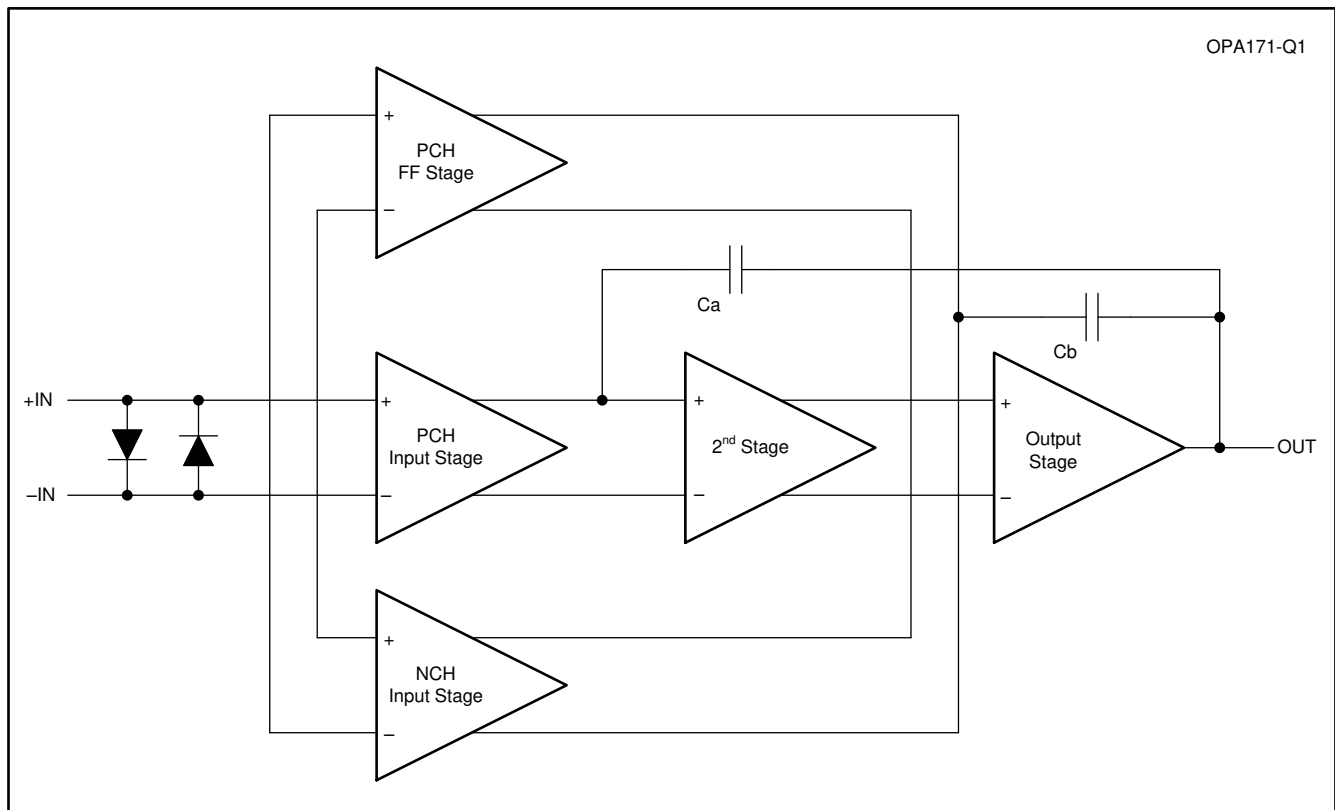 OPA171-Q1
+
PCH
FF Stage
−
Ca
Cb
+IN
−IN
+
PCH
Input Stage
−
+
2nd Stage
−
+
Output
Stage
−
OUT
+
NCH
Input Stage
−